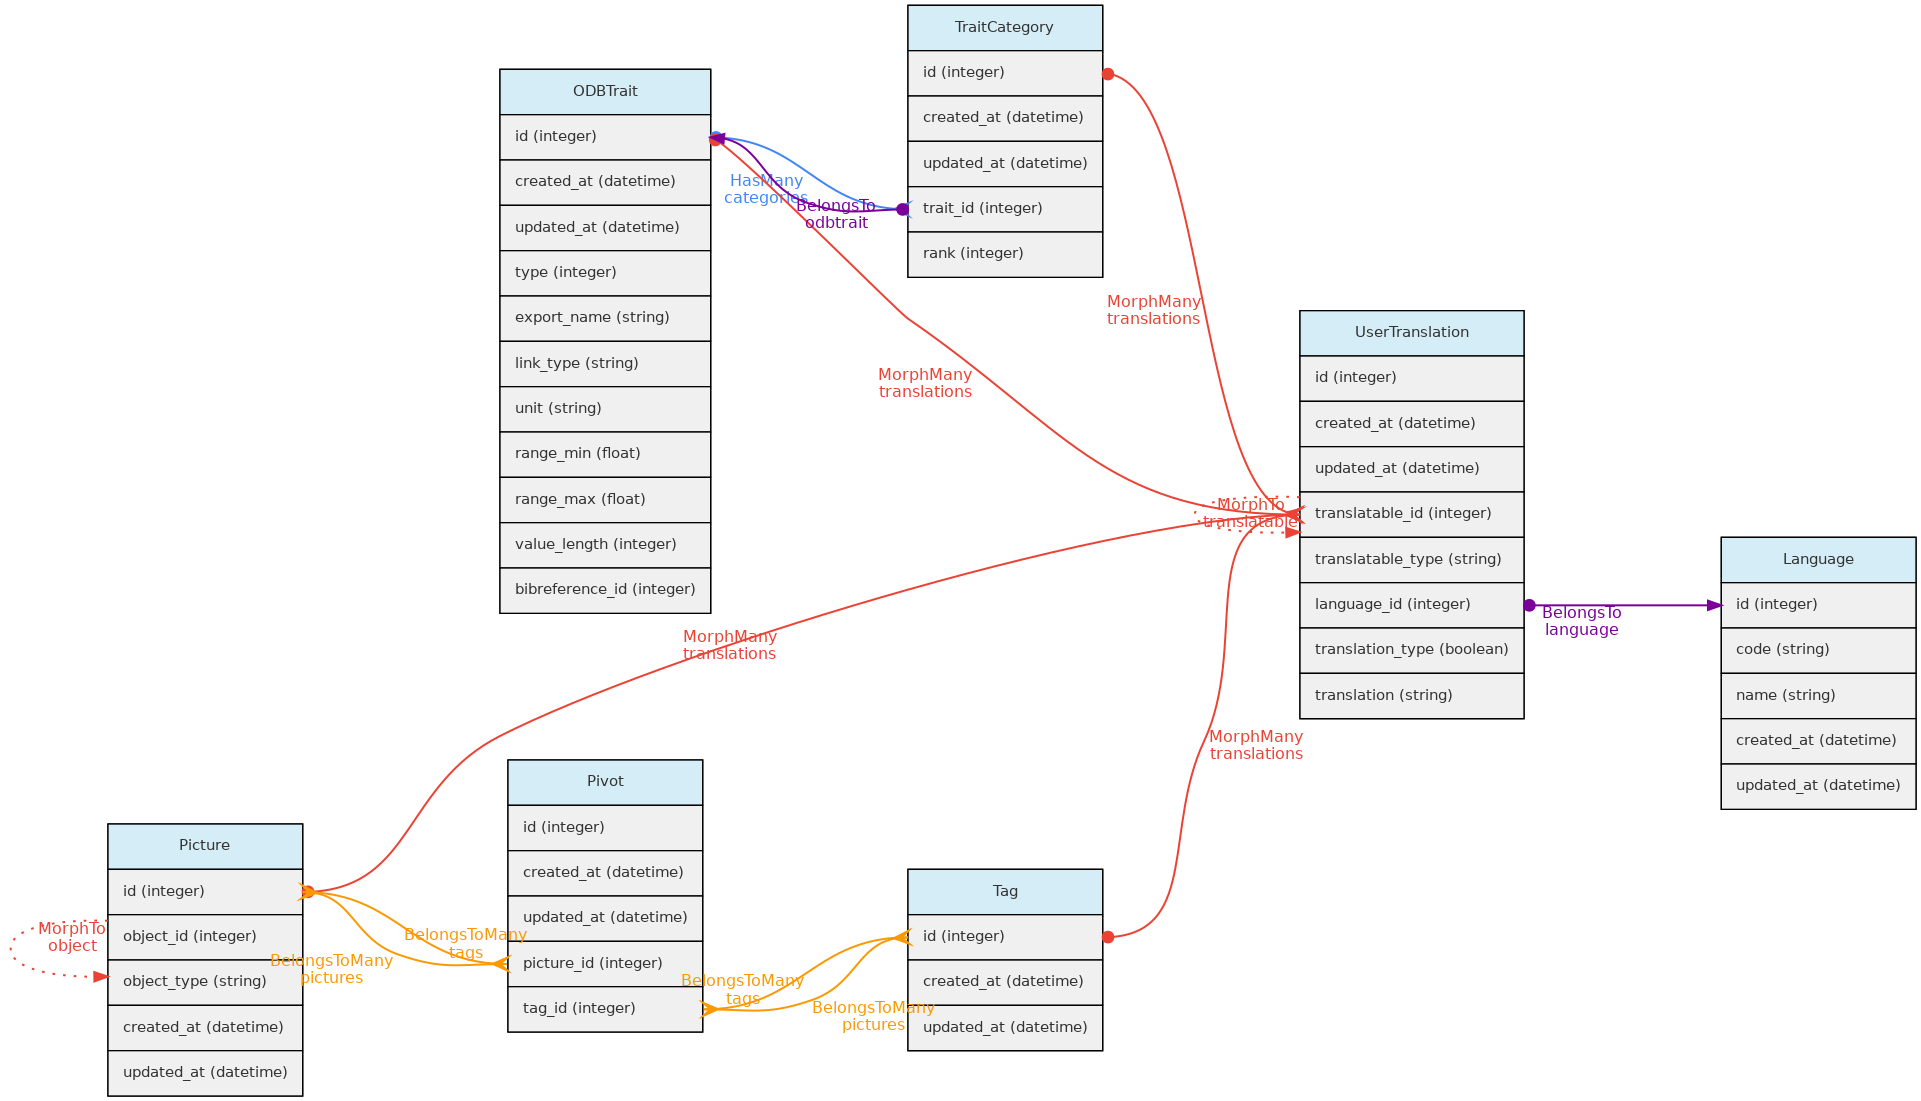 TraitCategory
id (integer)
created_at (datetime)
updated_at (datetime)
trait_id (integer)
rank (integer)
ODBTrait
id (integer)
created_at (datetime)
updated_at (datetime)
type (integer)
export_name (string)
link_type (string)
unit (string)
range_min (float)
range_max (float)
value_length (integer)
bibreference_id (integer)
HasMany
categories
BelongsTo
odbtrait
MorphMany
translations
MorphMany
translations
UserTranslation
id (integer)
created_at (datetime)
updated_at (datetime)
translatable_id (integer)
translatable_type (string)
language_id (integer)
translation_type (boolean)
translation (string)
MorphTo
translatable
BelongsTo
language
Language
id (integer)
code (string)
name (string)
created_at (datetime)
updated_at (datetime)
MorphMany
translations
MorphMany
translations
Pivot
id (integer)
created_at (datetime)
updated_at (datetime)
picture_id (integer)
tag_id (integer)
Picture
id (integer)
object_id (integer)
object_type (string)
created_at (datetime)
updated_at (datetime)
MorphTo
object
BelongsToMany
tags
BelongsToMany
pictures
BelongsToMany
tags
BelongsToMany
pictures
Tag
id (integer)
created_at (datetime)
updated_at (datetime)